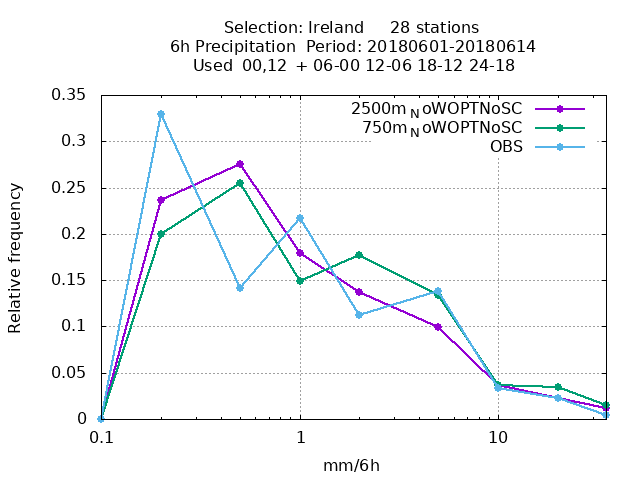 Selection: Ireland 28 stations
6h Precipitation Period: 20180601-20180614
Used 00,12 + 06-00 12-06 18-12 24-18
2500m_NoWOPTNoSC
750m_NoWOPTNoSC
OBS
0.35
0.3
0.25
0.2
0.15
0.1
0.05
0
Relative frequency
0.1 1 10
mm/6h